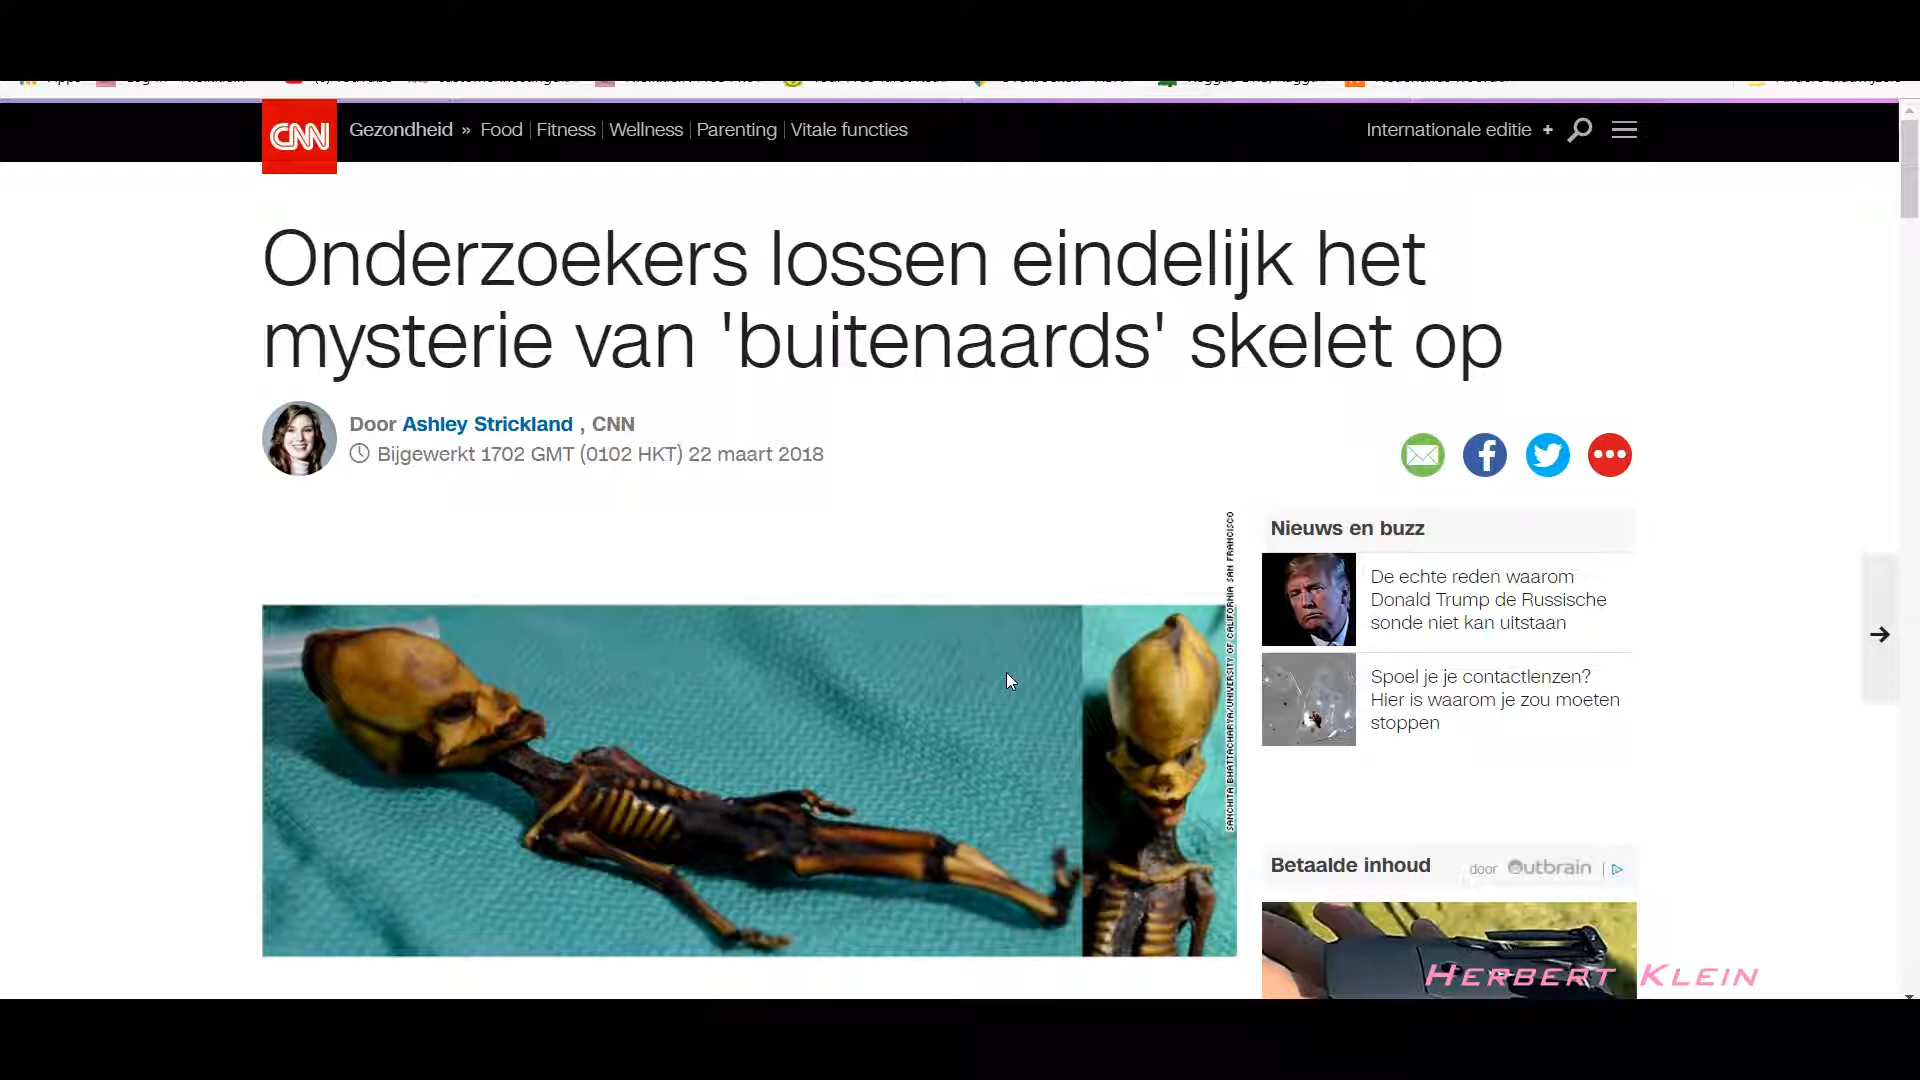 CNN
Gezondheid » Food Fitness Wellness Parenting Vitale functies
Internationale editie +
Onderzoekers lossen eindelijk het
mysterie van 'buitenaards' skelet op
Door Ashley Strickland , CNN
Bijgewerkt 1702 GMT (0102 HKT) 22 maart 2018
SANCHITA BHATTACHARYA/UNIVERSITY OF CALIFORNIA SAN FRANCISCO
Nieuws en buzz
De echte reden waarom
Donald Trump de Russische
sonde niet kan uitstaan
Spoel je je contactlenzen?
Hier is waarom je zou moeten
stoppen
Betaalde inhoud
door Outbrain
HERBERT KLEIN